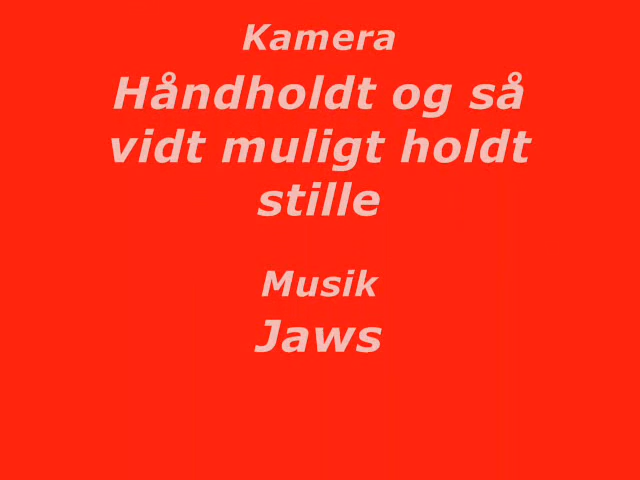 Kamera
Håndholdt og så
vidt muligt holdt
stille
Musik
Jaws